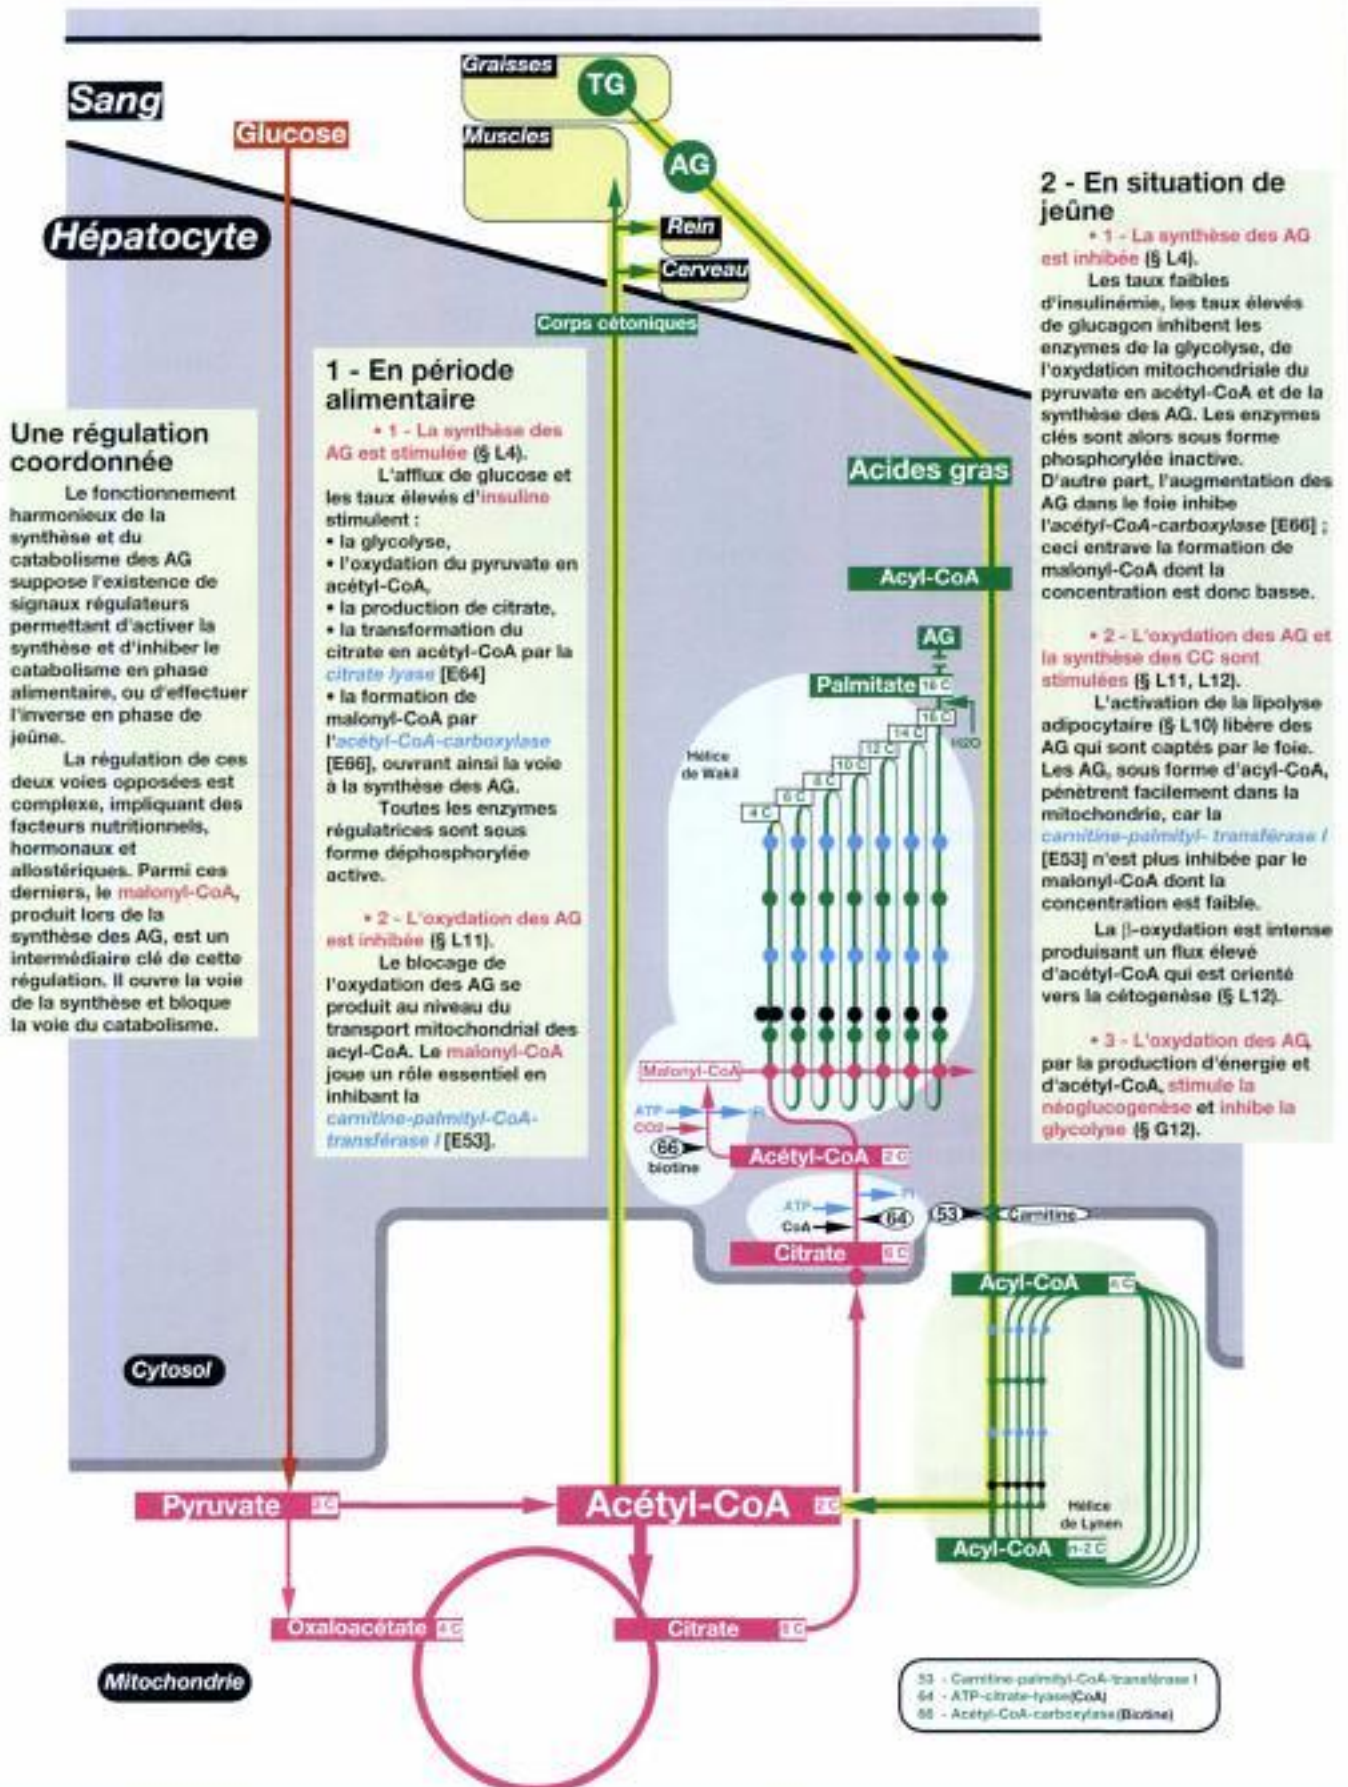 Sang
Graisses
TG
Glucose
Muscles
AG
Rein
Cerveau
Hépatocyte
Corps cétoniques
Une régulation
coordonnée
Le fonctionnement
harmonieux de la
synthèse et du
catabolisme des AG
suppose l'existence de
signaux régulateurs
permettant d'activer la
synthèse et d'inhiber le
catabolisme en phase
alimentaire, ou d'effectuer
l'inverse en phase de
jeûne.
La régulation de ces
deux voies opposées est
complexe, impliquant des
facteurs nutritionnels,
hormonaux et
allostériques. Parmi ces
derniers, le malonyl-CoA,
produit lors de la
synthèse des AG, est un
intermédiaire clé de cette
régulation. Il ouvre la voie
de la synthèse et bloque
la voie du catabolisme.
1 - En période
alimentaire
• 1 - La synthèse des
AG est stimulée (§ L4).
L'afflux de glucose et
les taux élevés d'insuline
stimulent :
• la glycolyse,
• l'oxydation du pyruvate en
acétyl-CoA,
• la production de citrate,
• la transformation du
citrate en acétyl-CoA par la
citrate lyase [E64]
• la formation de
malonyl-CoA par
l'acétyl-CoA-carboxylase
[E66], ouvrant ainsi la voie
à la synthèse des AG.
Toutes les enzymes
régulatrices sont sous
forme déphosphorylée
active.
• 2 - L'oxydation des AG
est inhibée (§ L11).
Le blocage de
l'oxydation des AG se
produit au niveau du
transport mitochondrial des
acyl-CoA. Le malonyl-CoA
joue un rôle essentiel en
inhibant la
carnitine-palmityl-CoA-
transférase I [E53].
2 - En situation de
jeûne
• 1 - La synthèse des AG
est inhibée (§ L4).
Les taux faibles
d'insulinémie, les taux élevés
de glucagon inhibent les
enzymes de la glycolyse, de
l'oxydation mitochondriale du
pyruvate en acétyl-CoA et de la
synthèse des AG. Les enzymes
clés sont alors sous forme
phosphorylée inactive.
D'autre part, l'augmentation des
AG dans le foie inhibe
l'acétyl-CoA-carboxylase [E66] ;
ceci entrave la formation de
malonyl-CoA dont la
concentration est donc basse.
• 2 - L'oxydation des AG et
la synthèse des CC sont
stimulées (§ L11, L12).
L'activation de la lipolyse
adipocytaire (§ L10) libère des
AG qui sont captés par le foie.
Les AG, sous forme d'acyl-CoA,
pénètrent facilement dans la
mitochondrie, car la
carnitine-palmityl- transférase I
[E53] n'est plus inhibée par le
malonyl-CoA dont la
concentration est faible.
La β-oxydation est intense
produisant un flux élevé
d'acétyl-CoA qui est orienté
vers la cétogenèse (§ L12).
• 3 - L'oxydation des AG,
par la production d'énergie et
d'acétyl-CoA, stimule la
néoglucogenèse et inhibe la
glycolyse (§ G12).
Acides gras
Acyl-CoA
AG
Palmitate 16 C
H2O
16 C
14 C
12 C
10 C
8 C
6 C
4 C
Hélice
de Wakil
Malonyl-CoA
ATP
Pi
CO2
66
biotine
Acétyl-CoA 2 C
ATP
Pi
CoA
64
Citrate 6 C
53
Carnitine
Acyl-CoA
Hélice
de Lynen
Acyl-CoA n-2 C
Cytosol
Pyruvate 3 C
Acétyl-CoA 2 C
Oxaloacétate 4 C
Citrate 6 C
Mitochondrie
53 - Carnitine-palmityl-CoA-transférase I
64 - ATP-citrate-lyase(CoA)
66 - Acétyl-CoA-carboxylase(Biotine)